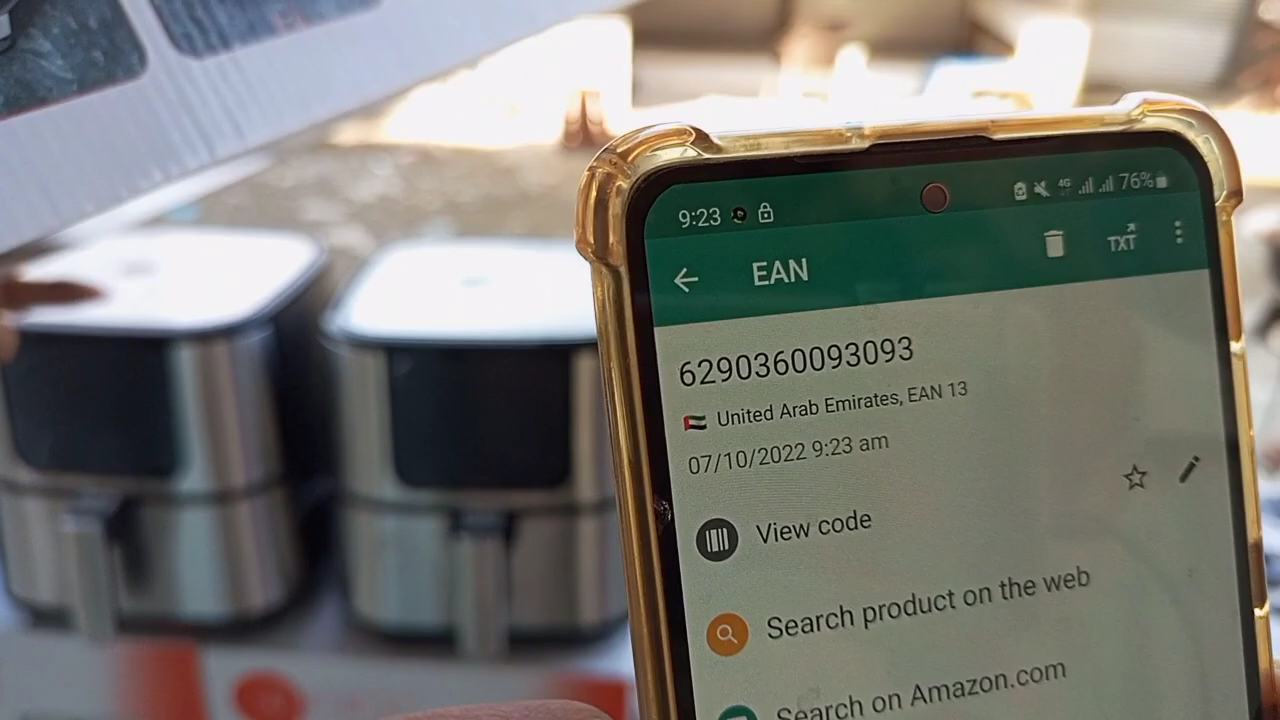 9:23 4G 76%
EAN
TXT
6290360093093
United Arab Emirates, EAN 13
07/10/2022 9:23 am
View code
Search product on the web
Search on Amazon.com